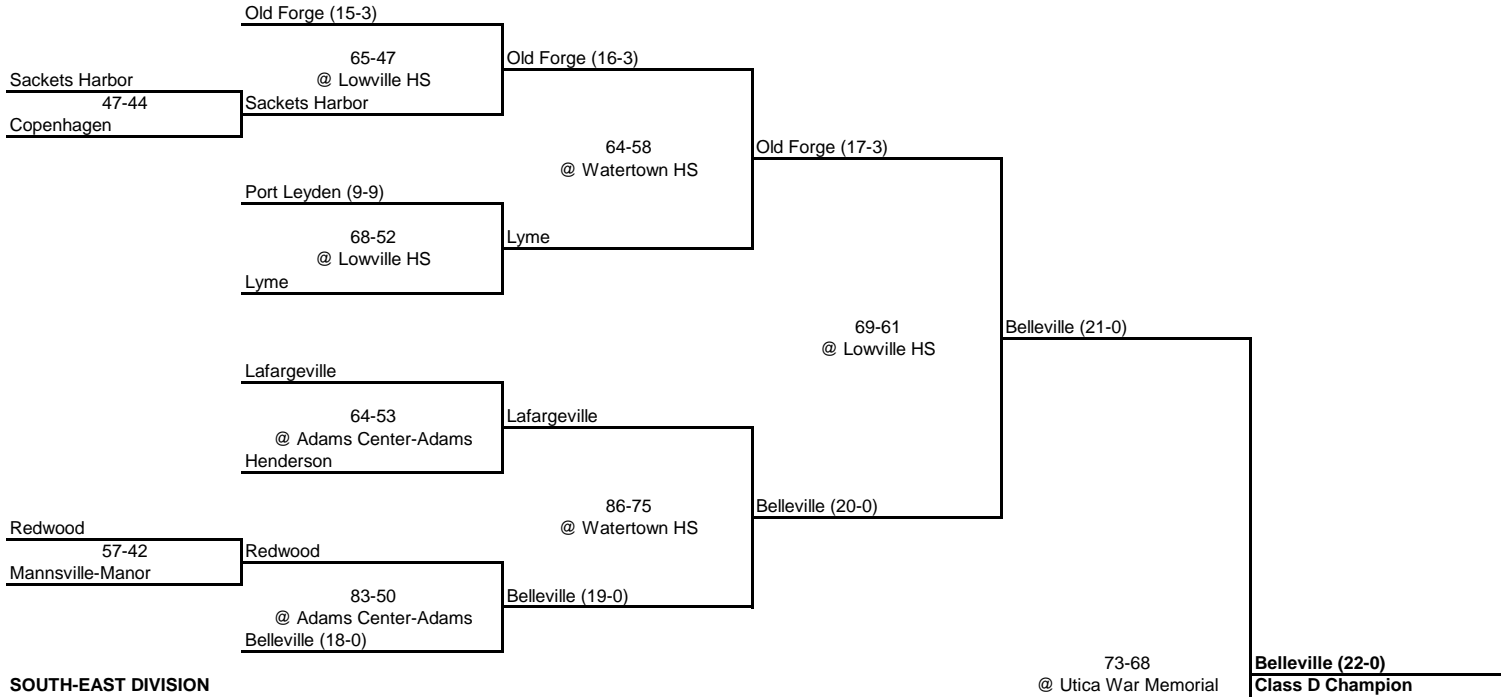 Old Forge (15-3)
65-47
@ Lowville HS
Old Forge (16-3)
Sackets Harbor
47-44
Sackets Harbor
Copenhagen
64-58
@ Watertown HS
Old Forge (17-3)
Port Leyden (9-9)
68-52
@ Lowville HS
Lyme
Lyme
69-61
@ Lowville HS
Belleville (21-0)
Lafargeville
64-53
@ Adams Center-Adams
Lafargeville
Henderson
86-75
@ Watertown HS
Belleville (20-0)
Redwood
57-42
Redwood
Mannsville-Manor
83-50
@ Adams Center-Adams
Belleville (19-0)
Belleville (18-0)
73-68
@ Utica War Memorial
Belleville (22-0)
Class D Champion
SOUTH-EAST DIVISION